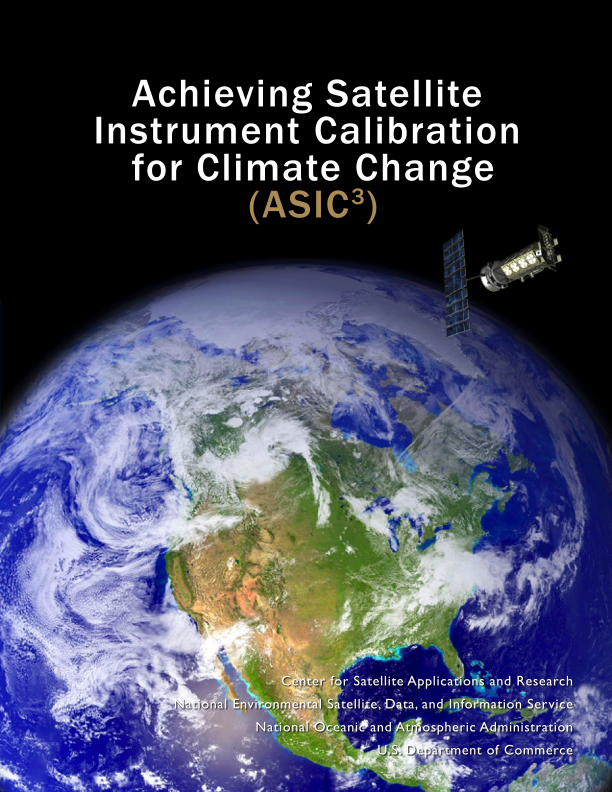 Achieving Satellite
Instrument Calibration
for Climate Change
(ASIC³)
Center for Satellite Applications and Research
National Environmental Satellite, Data, and Information Service
National Oceanic and Atmospheric Administration
U.S. Department of Commerce